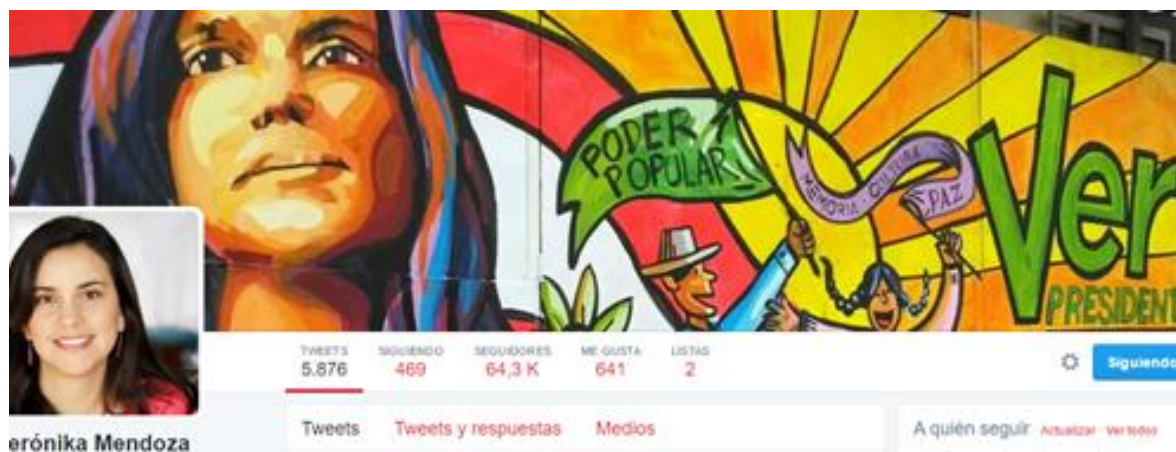 PODER
POPULAR
MEMORIA - CULTURA
PAZ
Ver
PRESIDEN
TWEETS SIGUIENDO SEGUIDORES ME GUSTA LISTAS
5.876 469 64,3 K 641 2
Siguiendo
Tweets Tweets y respuestas Medios
A quién seguir Actualizar Ver todos
erónika Mendoza